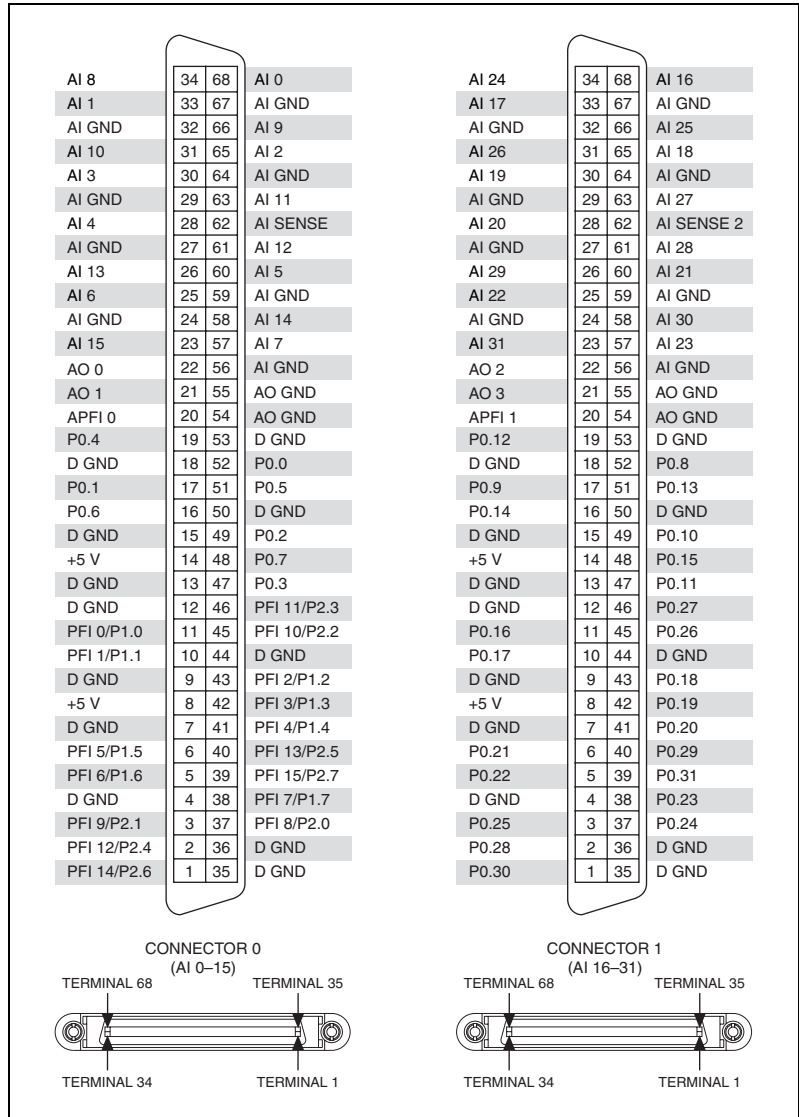 AI 8 34 68 AI 0
AI 1 33 67 AI GND
AI GND 32 66 AI 9
AI 10 31 65 AI 2
AI 3 30 64 AI GND
AI GND 29 63 AI 11
AI 4 28 62 AI SENSE
AI GND 27 61 AI 12
AI 13 26 60 AI 5
AI 6 25 59 AI GND
AI GND 24 58 AI 14
AI 15 23 57 AI 7
AO 0 22 56 AI GND
AO 1 21 55 AO GND
APFI 0 20 54 AO GND
P0.4 19 53 D GND
D GND 18 52 P0.0
P0.1 17 51 P0.5
P0.6 16 50 D GND
D GND 15 49 P0.2
+5 V 14 48 P0.7
D GND 13 47 P0.3
D GND 12 46 PFI 11/P2.3
PFI 0/P1.0 11 45 PFI 10/P2.2
PFI 1/P1.1 10 44 D GND
D GND 9 43 PFI 2/P1.2
+5 V 8 42 PFI 3/P1.3
D GND 7 41 PFI 4/P1.4
PFI 5/P1.5 6 40 PFI 13/P2.5
PFI 6/P1.6 5 39 PFI 15/P2.7
D GND 4 38 PFI 7/P1.7
PFI 9/P2.1 3 37 PFI 8/P2.0
PFI 12/P2.4 2 36 D GND
PFI 14/P2.6 1 35 D GND
CONNECTOR 0
(AI 0–15)
TERMINAL 68 TERMINAL 35
TERMINAL 34 TERMINAL 1
AI 24 34 68 AI 16
AI 17 33 67 AI GND
AI GND 32 66 AI 25
AI 26 31 65 AI 18
AI 19 30 64 AI GND
AI GND 29 63 AI 27
AI 20 28 62 AI SENSE 2
AI GND 27 61 AI 28
AI 29 26 60 AI 21
AI 22 25 59 AI GND
AI GND 24 58 AI 30
AI 31 23 57 AI 23
AO 2 22 56 AI GND
AO 3 21 55 AO GND
APFI 1 20 54 AO GND
P0.12 19 53 D GND
D GND 18 52 P0.8
P0.9 17 51 P0.13
P0.14 16 50 D GND
D GND 15 49 P0.10
+5 V 14 48 P0.15
D GND 13 47 P0.11
D GND 12 46 P0.27
P0.16 11 45 P0.26
P0.17 10 44 D GND
D GND 9 43 P0.18
+5 V 8 42 P0.19
D GND 7 41 P0.20
P0.21 6 40 P0.29
P0.22 5 39 P0.31
D GND 4 38 P0.23
P0.25 3 37 P0.24
P0.28 2 36 D GND
P0.30 1 35 D GND
CONNECTOR 1
(AI 16–31)
TERMINAL 68 TERMINAL 35
TERMINAL 34 TERMINAL 1